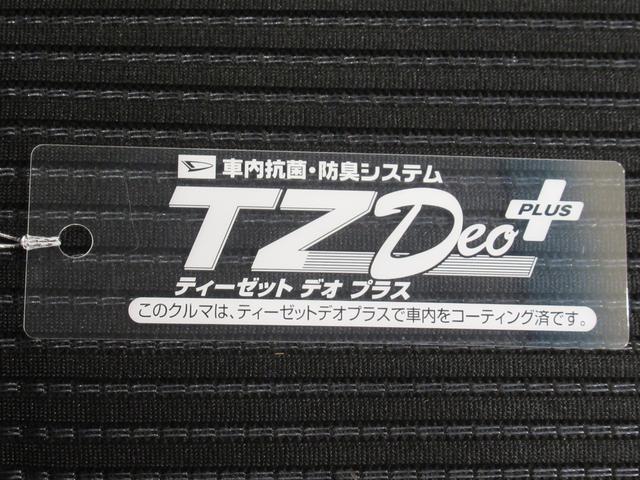 車内抗菌・防臭システム
TZ Deo PLUS
ティーゼット デオ プラス
このクルマは、ティーゼットデオプラスで車内をコーティング済です。